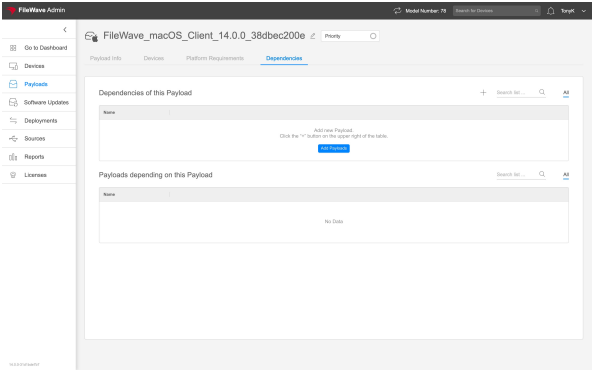 FileWave Admin
Model Number: 78
Search for Devices
TonyK
FileWave_macOS_Client_14.0.0_38dbec200e
Priority
Go to Dashboard
Devices
Payloads
Software Updates
Deployments
Sources
Reports
Licenses
Payload Info
Devices
Platform Requirements
Dependencies
Dependencies of this Payload
Search list ...
All
Name
Add new Payload.
Click the "+" button on the upper right of the table.
Add Payloads
Payloads depending on this Payload
Search list ...
All
Name
No Data